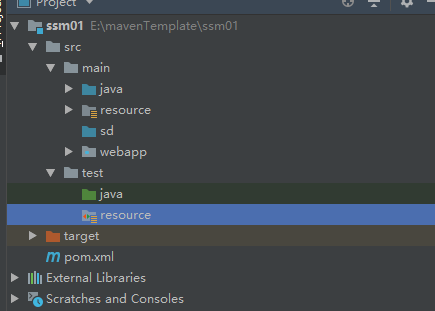 Project
ssm01 E:\mavenTemplate\ssm01
src
main
java
resource
sd
webapp
test
java
resource
target
pom.xml
External Libraries
Scratches and Consoles